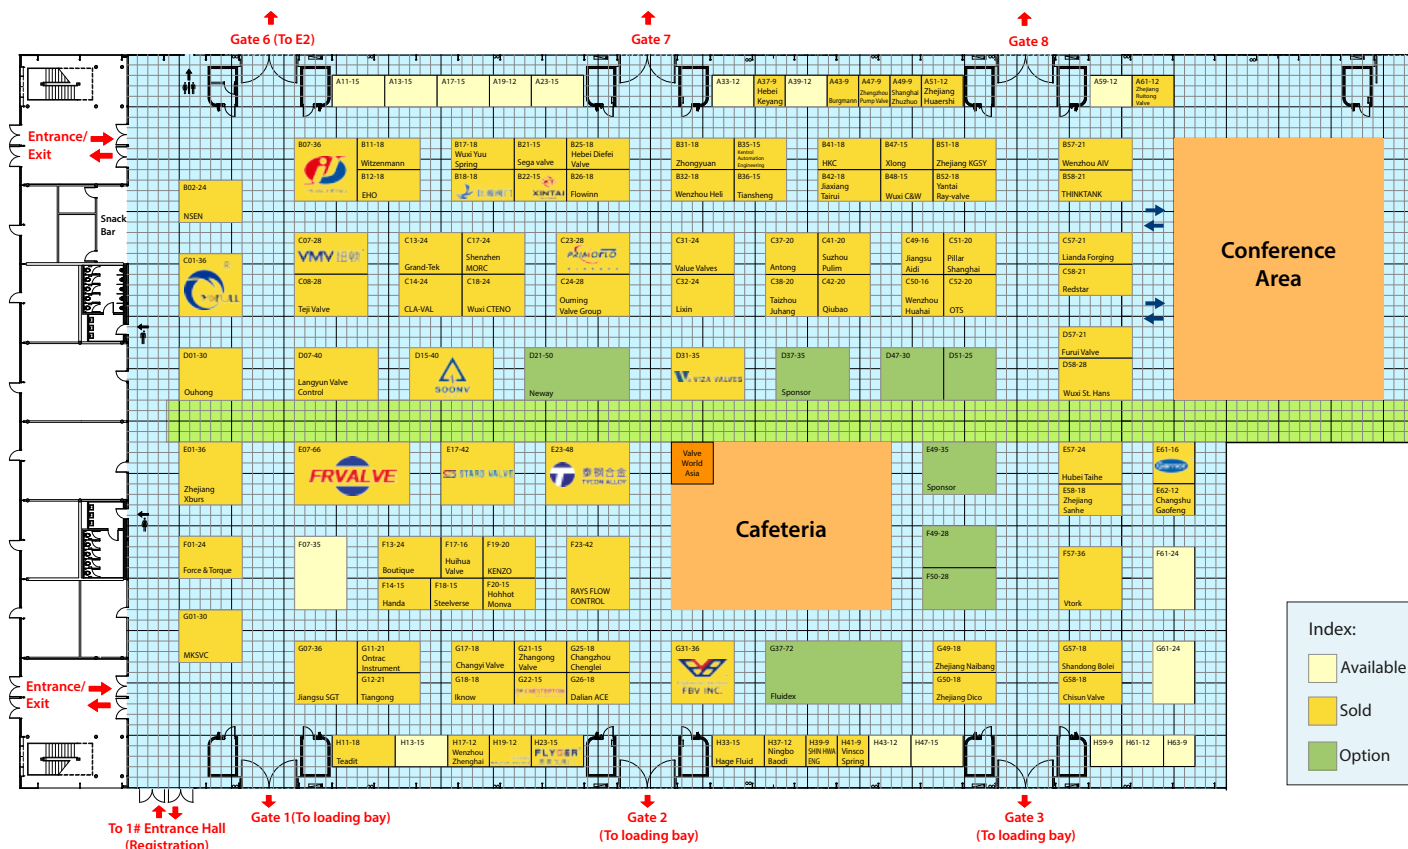 Gate 6 (To E2)
Gate 7
Gate 8
A11-15
A13-15
A17-15
A19-12
A23-15
A33-12
A37-9
Hebei
Keyang
A39-12
A43-9
Burgmann
A47-9
Zhengzhou
Pump Valve
A49-9
Shanghai
Zhuzhuo
A51-12
Zhejiang
Huaershi
A59-12
A61-12
Zhejiang
Ruitong
Valve
Entrance/
Exit
B07-36
B11-18
Witzenmann
B12-18
EHO
B17-18
Wuxi Yuu
Spring
B18-18
B21-15
Sega valve
B22-15
XINTAI
B25-18
Hebei Diefei
Valve
B26-18
Flowinn
B31-18
Zhongyuan
B32-18
Wenzhou Heli
B35-15
Kentrol
Automation
Engineering
B36-15
Tiansheng
B41-18
HKC
B42-18
Jiaxiang
Tairui
B47-15
Xlong
B48-15
Wuxi C&W
B51-18
Zhejiang KGSY
B52-18
Yantai
Ray-valve
B57-21
Wenzhou AIV
B58-21
THINKTANK
B02-24
NSEN
Snack
Bar
C01-36
C07-28
VMV 纽顿
C08-28
Teji Valve
C13-24
Grand-Tek
C14-24
CLA-VAL
C17-24
Shenzhen
MORC
C18-24
Wuxi CTENO
C23-28
PRIMOFLO
C24-28
Ouming
Valve Group
C31-24
Value Valves
C32-24
Lixin
C37-20
Antong
C38-20
Taizhou
Juhang
C41-20
Suzhou
Pulim
C42-20
Qiubao
C49-16
Jiangsu
Aidi
C50-16
Wenzhou
Huahai
C51-20
Pillar
Shanghai
C52-20
OTS
C57-21
Lianda Forging
C58-21
Redstar
Conference
Area
D01-30
Ouhong
D07-40
Langyun Valve
Control
D15-40
SOONV
D21-50
Neway
D31-35
VIZA VALVES
D37-35
Sponsor
D47-30
D51-25
D57-21
Furui Valve
D58-28
Wuxi St. Hans
E01-36
Zhejiang
Xburs
E07-66
FRVALVE
E17-42
STARD VALVE
E23-48
泰钢合金
TYCON ALLOY
Valve
World
Asia
Cafeteria
E49-35
Sponsor
E57-24
Hubei Taihe
E58-18
Zhejiang
Sanhe
E61-16
E62-12
Changshu
Gaofeng
F01-24
Force & Torque
F07-35
F13-24
Boutique
F14-15
Handa
F17-16
Huihua
Valve
F18-15
Steelverse
F19-20
KENZO
F20-15
Hohhot
Monva
F23-42
RAYS FLOW
CONTROL
F49-28
F50-28
F57-36
Vtork
F61-24
G01-30
MKSVC
G07-36
Jiangsu SGT
G11-21
Ontrac
Instrument
G12-21
Tiangong
G17-18
Changyi Valve
G18-18
Iknow
G21-15
Zhangong
Valve
G22-15
G25-18
Changzhou
Chenglei
G26-18
Dalian ACE
G31-36
FBV INC.
G37-72
Fluidex
G49-18
Zhejiang Naibang
G50-18
Zhejiang Dico
G57-18
Shandong Bolei
G58-18
Chisun Valve
G61-24
Entrance/
Exit
H11-18
Teadit
H13-15
H17-12
Wenzhou
Zhenghai
H19-12
H23-15
FLYGER
H33-15
Hage Fluid
H37-12
Ningbo
Baodi
H39-9
SHIN HWA
ENG
H41-9
Vinsco
Spring
H43-12
H47-15
H59-9
H61-12
H63-9
Index:
Available
Sold
Option
To 1# Entrance Hall
(Registration)
Gate 1(To loading bay)
Gate 2
(To loading bay)
Gate 3
(To loading bay)